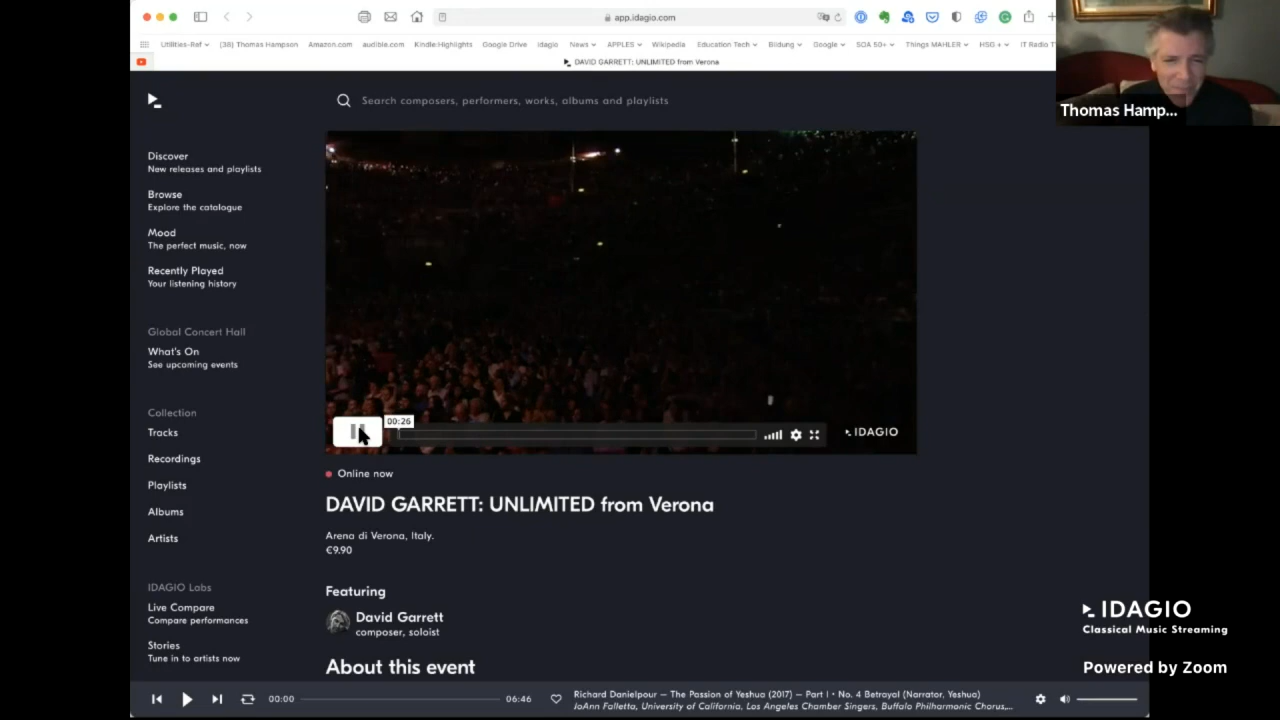 app.idagio.com
Utilities-Ref
(38) Thomas Hampson
Amazon.com
audible.com
Kindle:Highlights
Google Drive
Idagio
News
APPLES
Wikipedia
Education Tech
Bildung
Google
SOA 50+
Things MAHLER
HSG +
IT Radio T
DAVID GARRETT: UNLIMITED from Verona
Thomas Hamp...
Search composers, performers, works, albums and playlists
Discover
New releases and playlists
Browse
Explore the catalogue
Mood
The perfect music, now
Recently Played
Your listening history
Global Concert Hall
What's On
See upcoming events
Collection
Tracks
Recordings
Playlists
Albums
Artists
IDAGIO Labs
Live Compare
Compare performances
Stories
Tune in to artists now
00:26
IDAGIO
Online now
DAVID GARRETT: UNLIMITED from Verona
Arena di Verona, Italy.
€9.90
Featuring
David Garrett
composer, soloist
About this event
IDAGIO
Classical Music Streaming
Powered by Zoom
00:00
06:46
Richard Danielpour — The Passion of Yeshua (2017) — Part I • No. 4 Betrayal (Narrator, Yeshua)
JoAnn Falletta, University of California, Los Angeles Chamber Singers, Buffalo Philharmonic Chorus,...